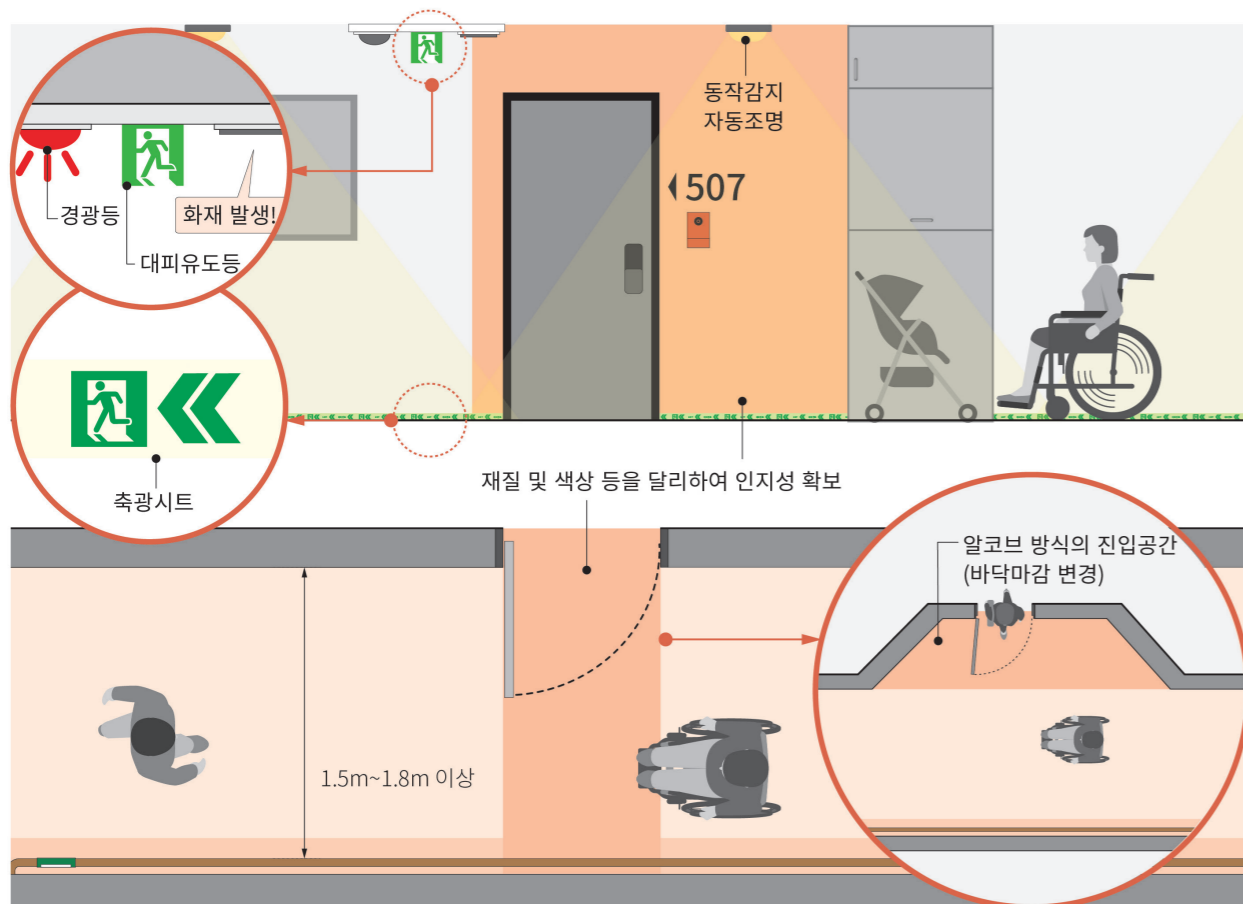 동작감지
자동조명
507
경광등
화재 발생!
대피유도등
축광시트
재질 및 색상 등을 달리하여 인지성 확보
알코브 방식의 진입공간
(바닥마감 변경)
1.5m~1.8m 이상